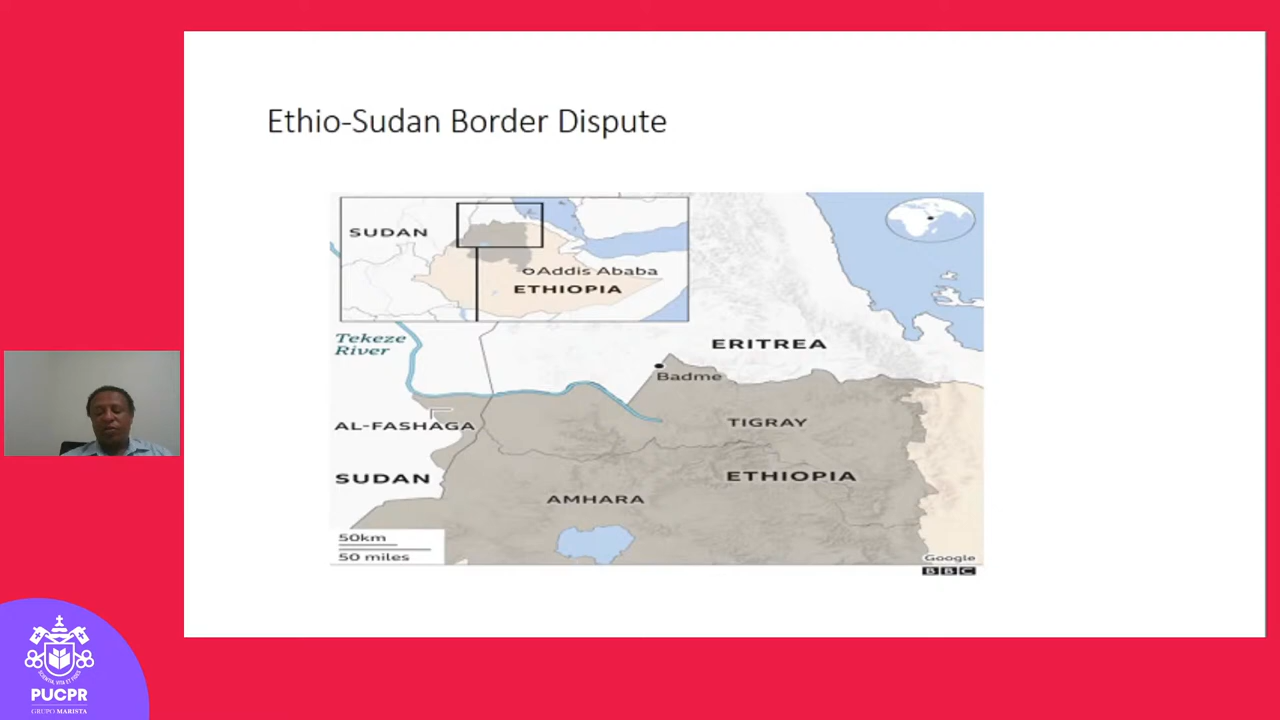 Ethio-Sudan Border Dispute
SUDAN
Addis Ababa
ETHIOPIA
Tekeze
River
ERITREA
Badme
AL-FASHAGA
TIGRAY
SUDAN
ETHIOPIA
AMHARA
50km
50 miles
Google
BBC
PUCPR
GRUPO MARISTA